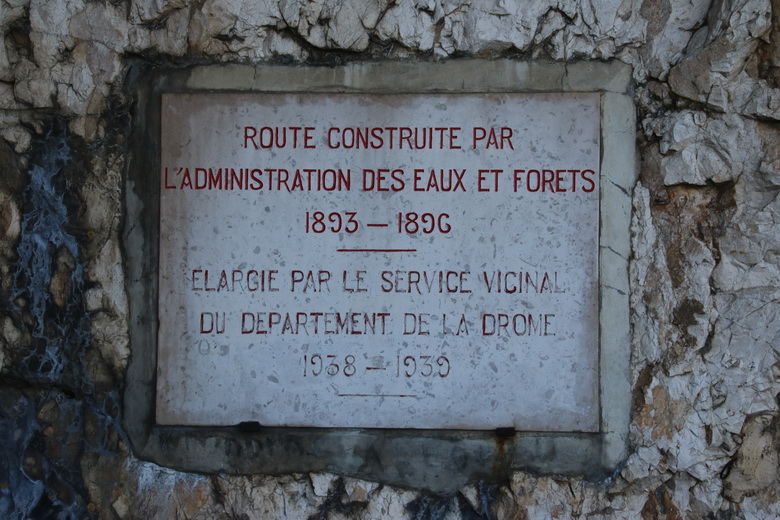 ROUTE CONSTRUITE PAR
L'ADMINISTRATION DES EAUX ET FORETS
1893 — 1896
ELARGIE PAR LE SERVICE VICINAL
DU DEPARTEMENT DE LA DROME
1938 — 1939